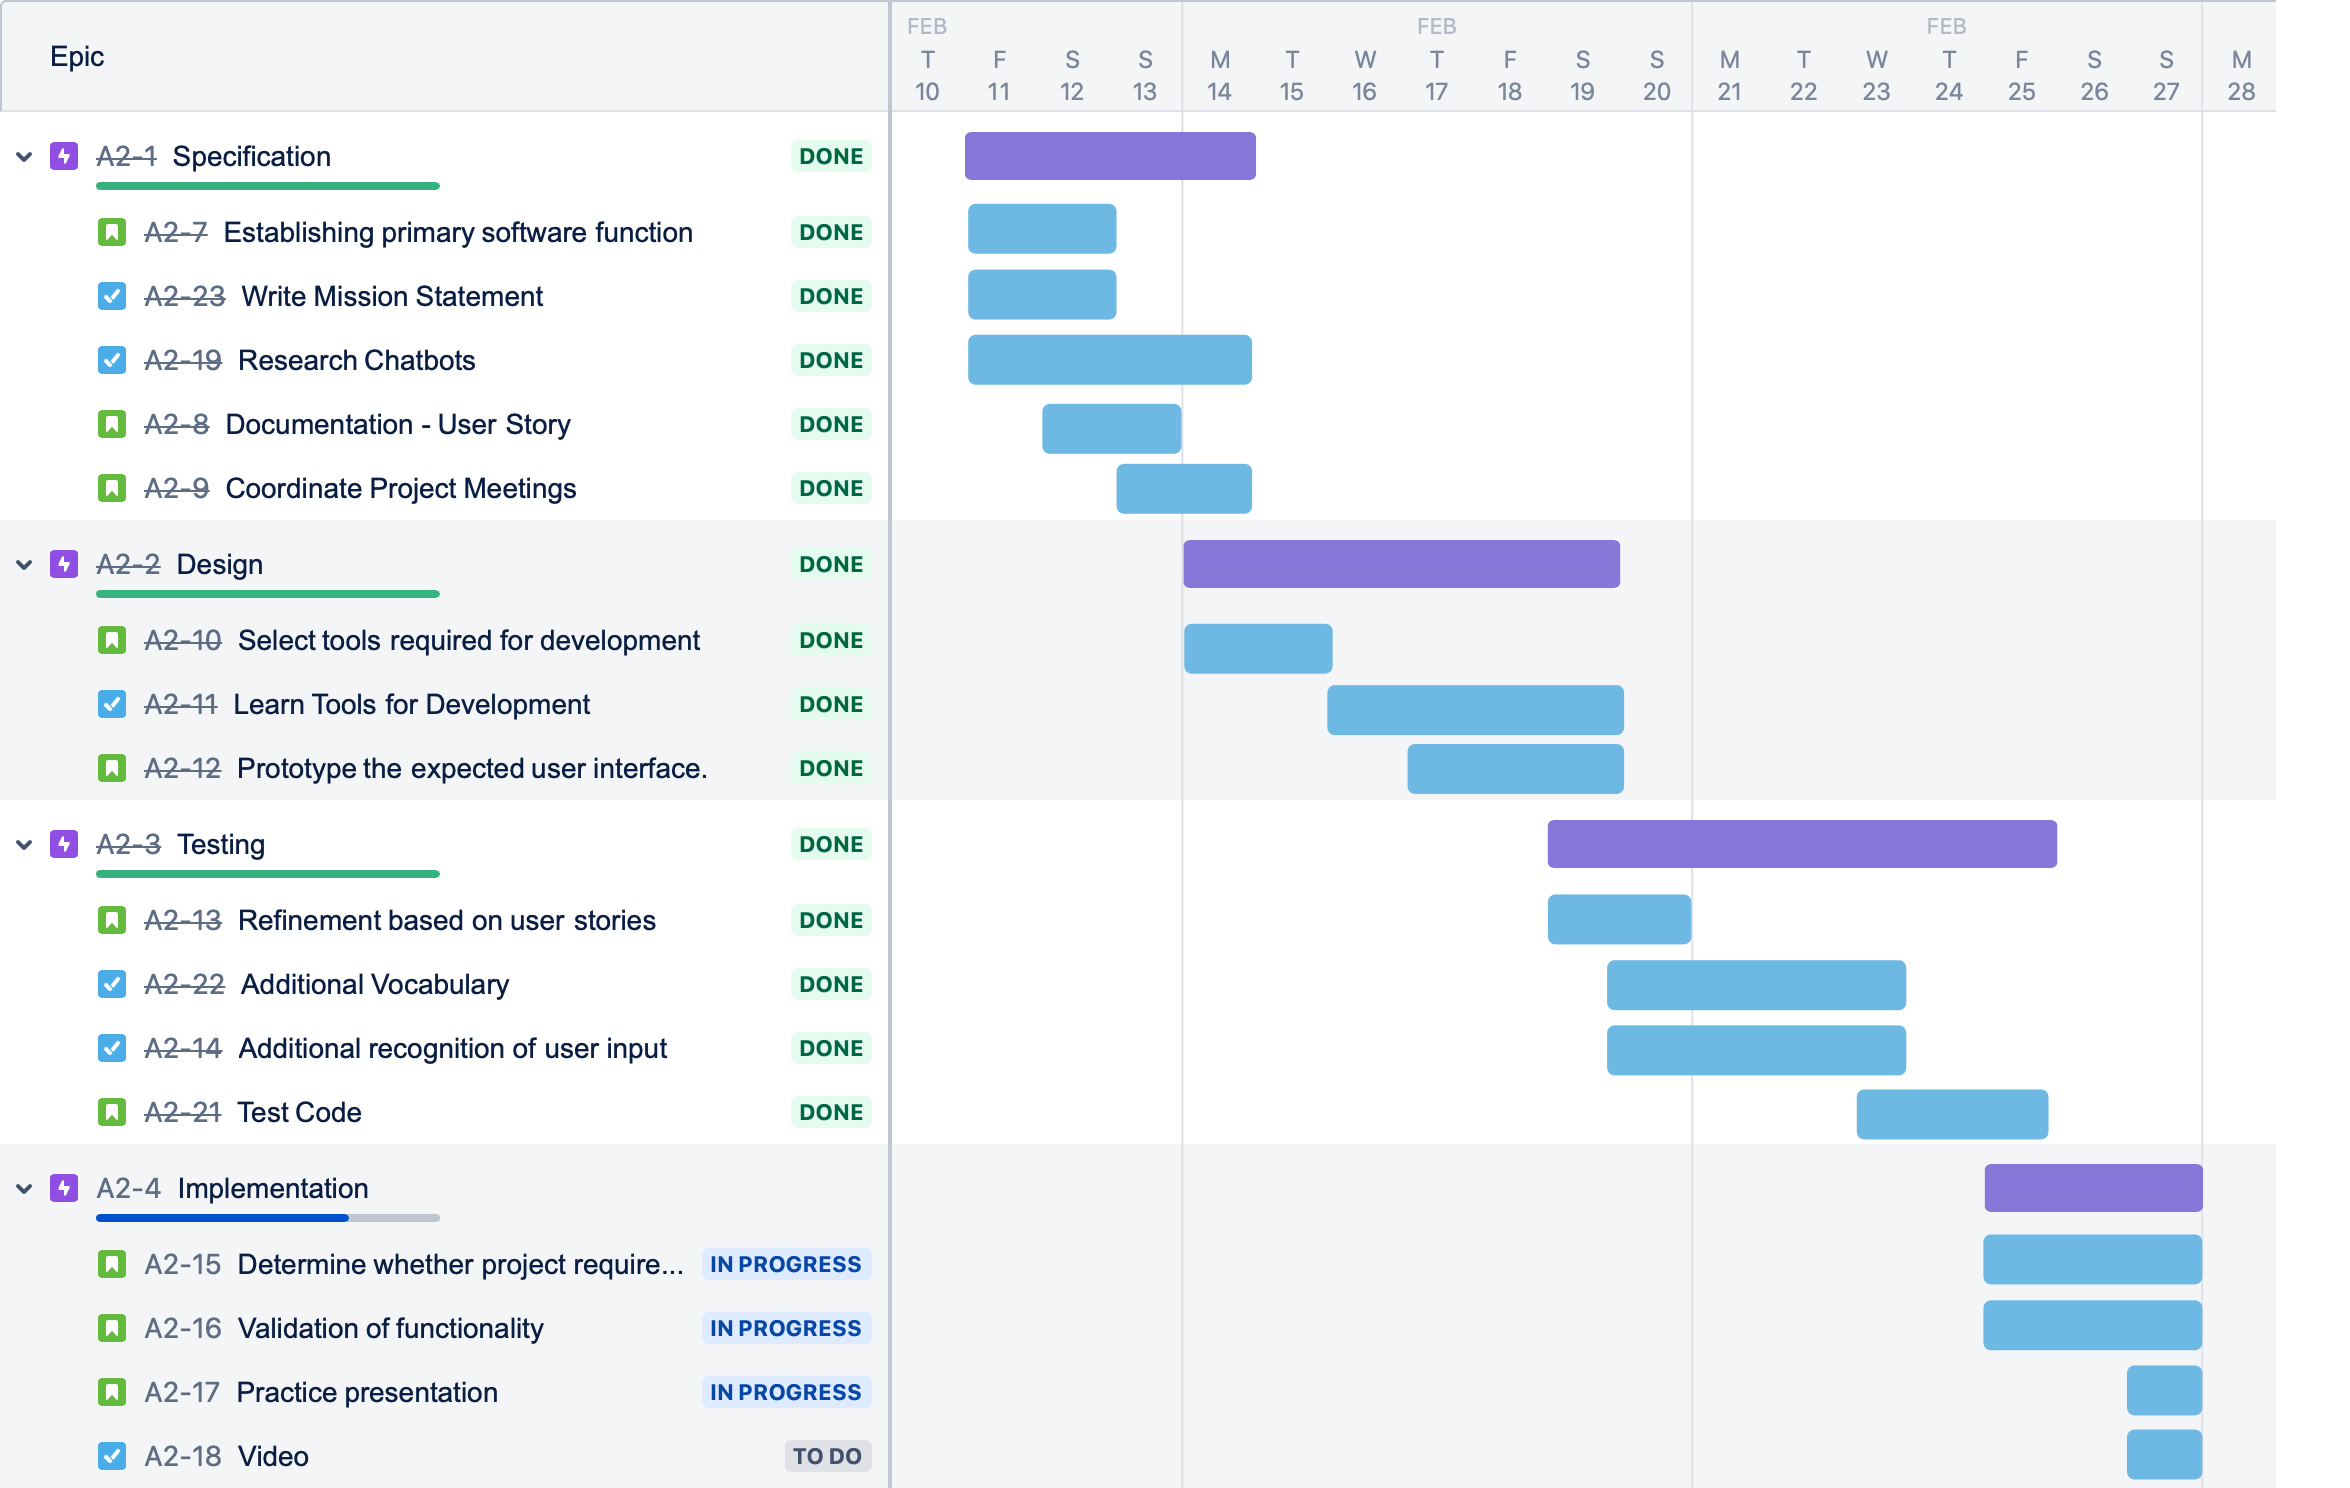 Epic
FEB FEB FEB
T F S S M T W T F S S M T W T F S S M
10 11 12 13 14 15 16 17 18 19 20 21 22 23 24 25 26 27 28
A2-1 Specification DONE
A2-7 Establishing primary software function DONE
A2-23 Write Mission Statement DONE
A2-19 Research Chatbots DONE
A2-8 Documentation - User Story DONE
A2-9 Coordinate Project Meetings DONE
A2-2 Design DONE
A2-10 Select tools required for development DONE
A2-11 Learn Tools for Development DONE
A2-12 Prototype the expected user interface. DONE
A2-3 Testing DONE
A2-13 Refinement based on user stories DONE
A2-22 Additional Vocabulary DONE
A2-14 Additional recognition of user input DONE
A2-21 Test Code DONE
A2-4 Implementation
A2-15 Determine whether project require... IN PROGRESS
A2-16 Validation of functionality IN PROGRESS
A2-17 Practice presentation IN PROGRESS
A2-18 Video TO DO